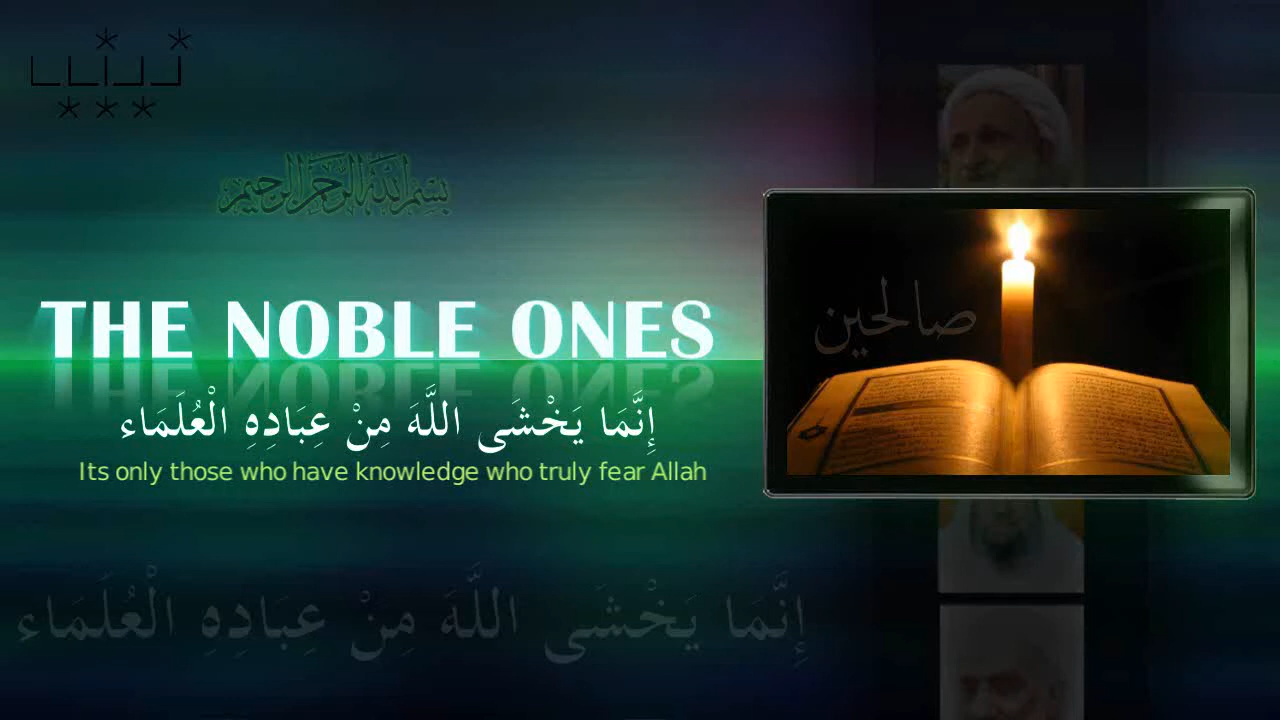 بسم الله الرحمن الرحيم
THE NOBLE ONES
إِنَّمَا يَخْشَى اللَّهَ مِنْ عِبَادِهِ الْعُلَمَاء
Its only those who have knowledge who truly fear Allah
صالحين
إِنَّمَا يَخْشَى اللَّهَ مِنْ عِبَادِهِ الْعُلَمَاء